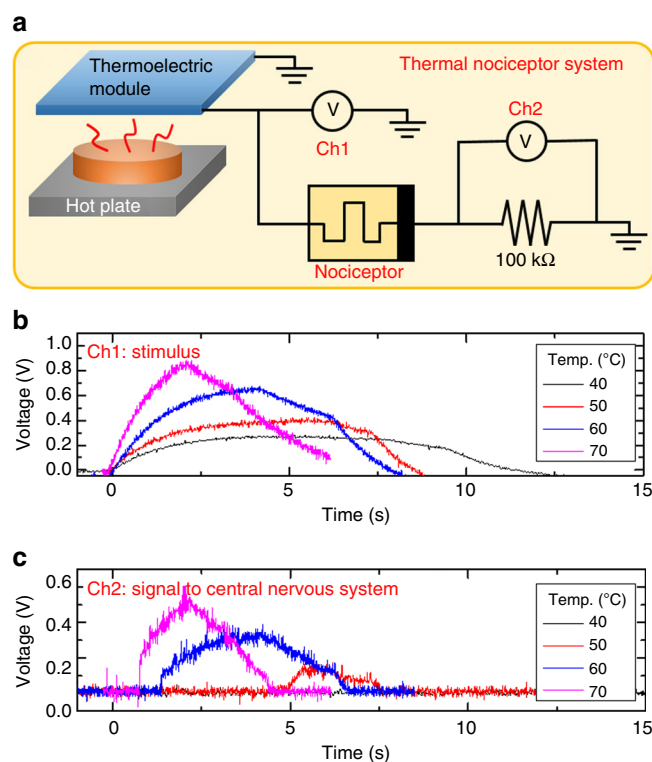 a
Thermoelectric
module
Thermal nociceptor system
V
Ch1
Ch2
V
Hot plate
Nociceptor
100 kΩ
b
Ch1: stimulus
Voltage (V)
1.0
0.8
0.6
0.4
0.2
0.0
0
5
10
15
Time (s)
Temp. (°C)
40
50
60
70
c
Ch2: signal to central nervous system
Voltage (V)
0.6
0.4
0.2
0.0
0
5
10
15
Time (s)
Temp. (°C)
40
50
60
70